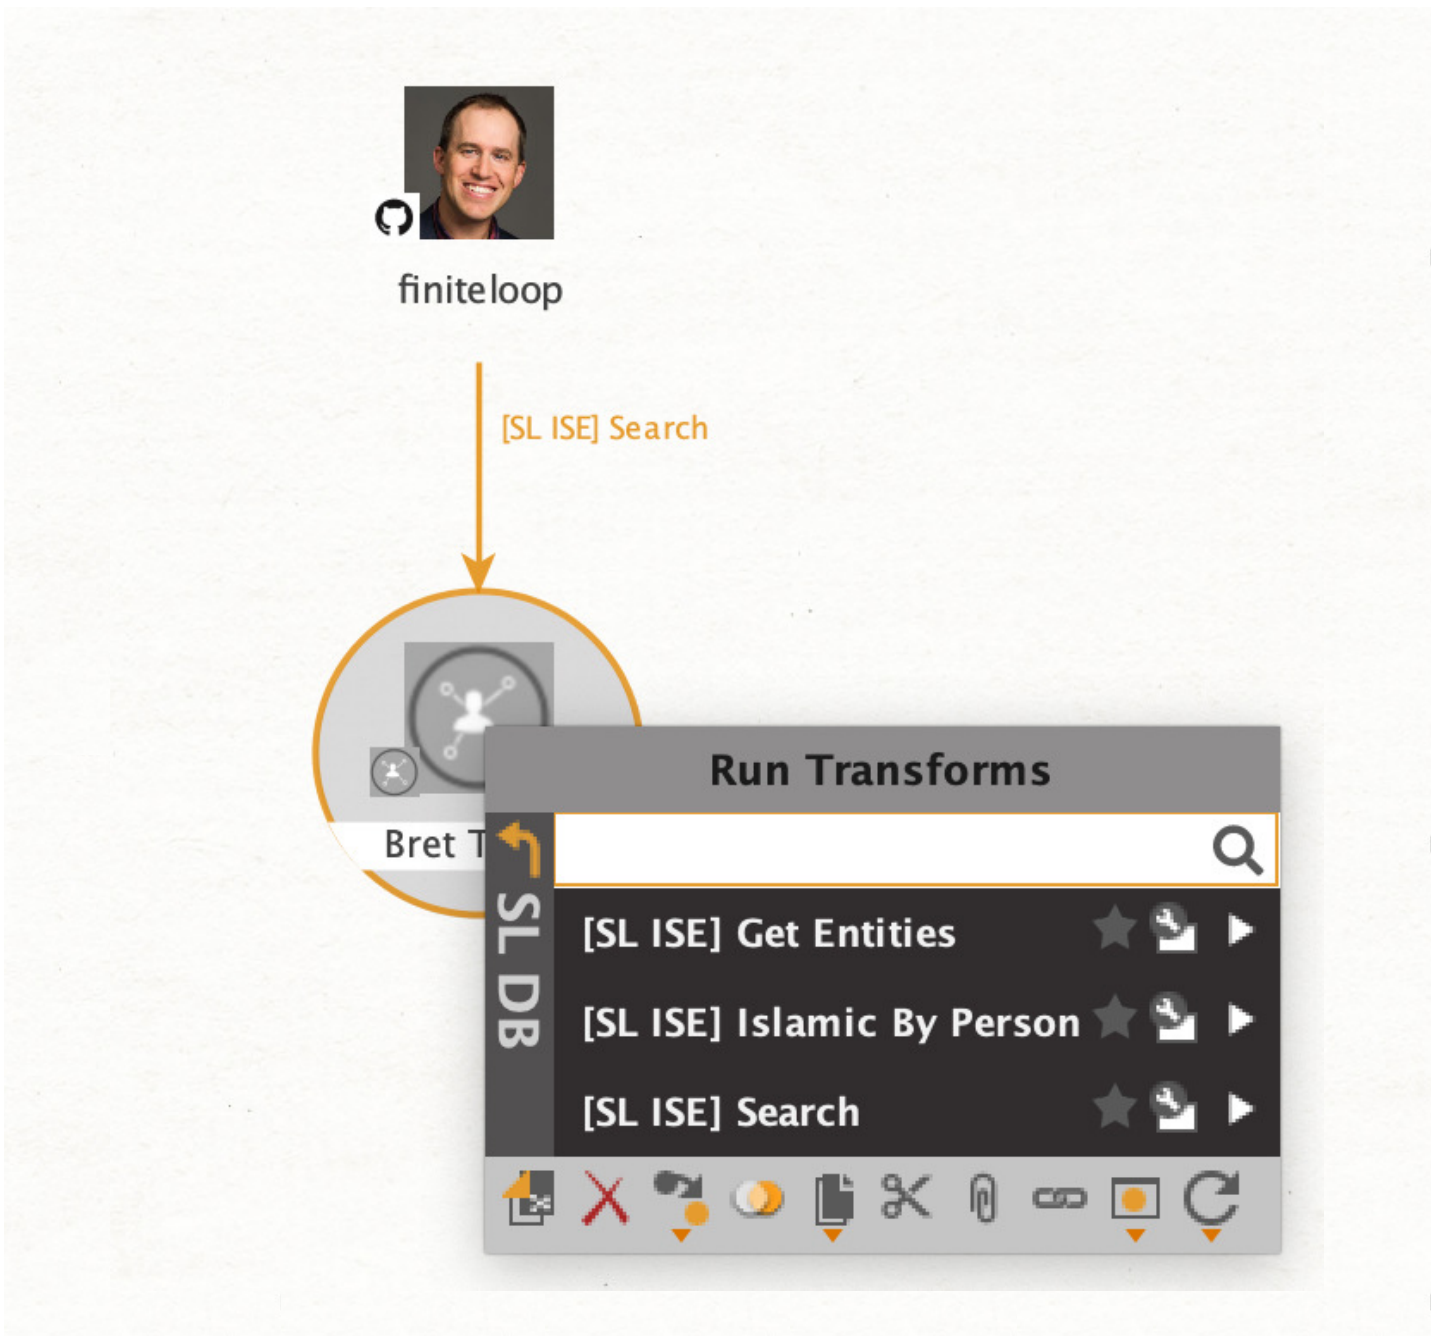 finiteloop
[SL ISE] Search
Bret T
Run Transforms
SL DB
[SL ISE] Get Entities
[SL ISE] Islamic By Person
[SL ISE] Search